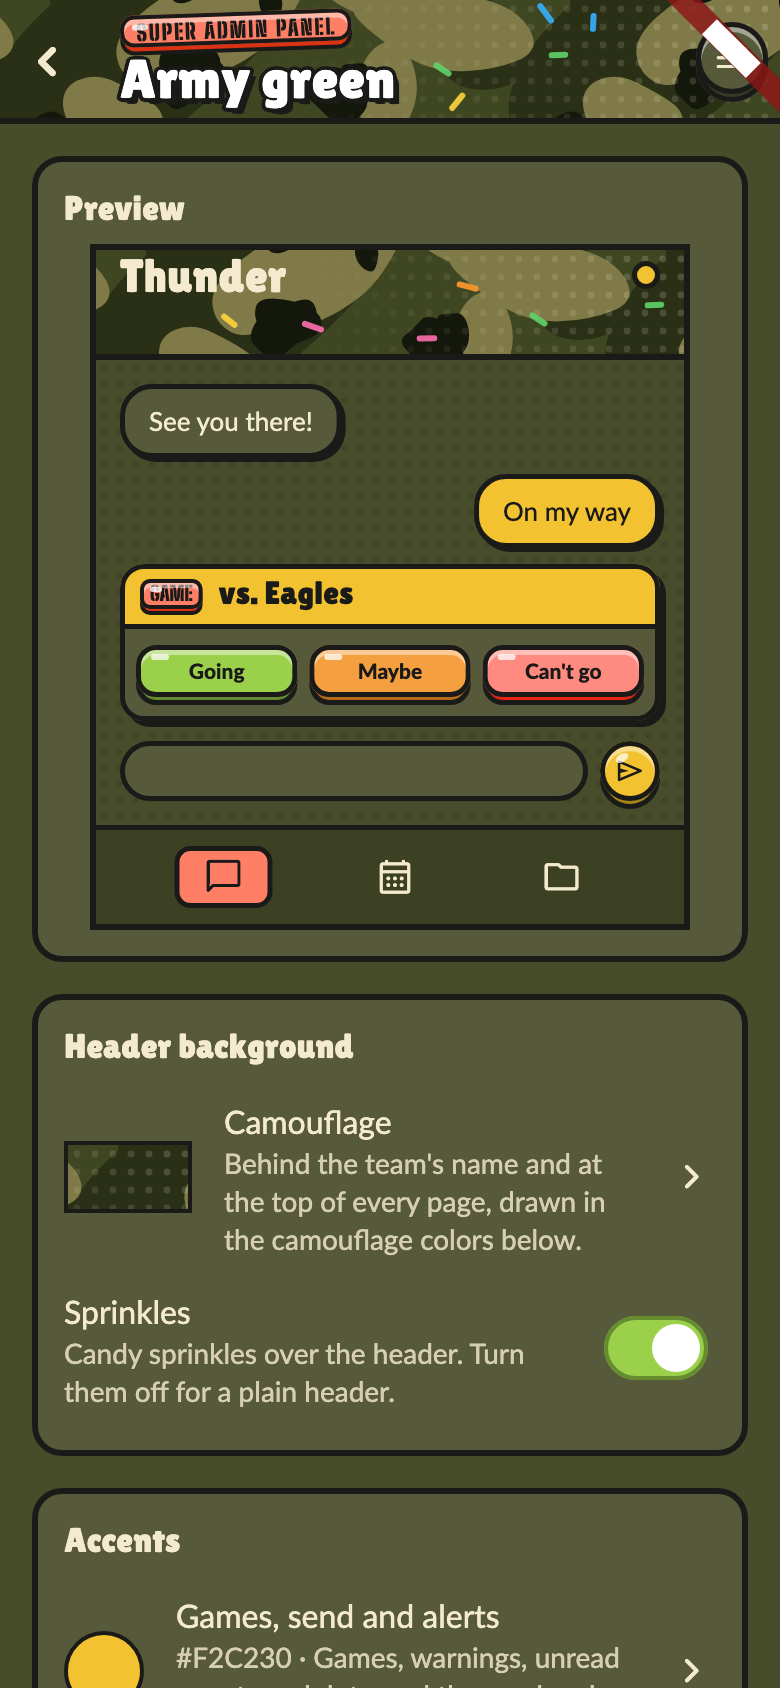 SUPER ADMIN PANEL
Army green
Preview
Thunder
See you there!
On my way
GAME vs. Eagles
Going Maybe Can't go
Header background
Camouflage
Behind the team's name and at
the top of every page, drawn in
the camouflage colors below.
Sprinkles
Candy sprinkles over the header. Turn
them off for a plain header.
Accents
Games, send and alerts
#F2C230 · Games, warnings, unread